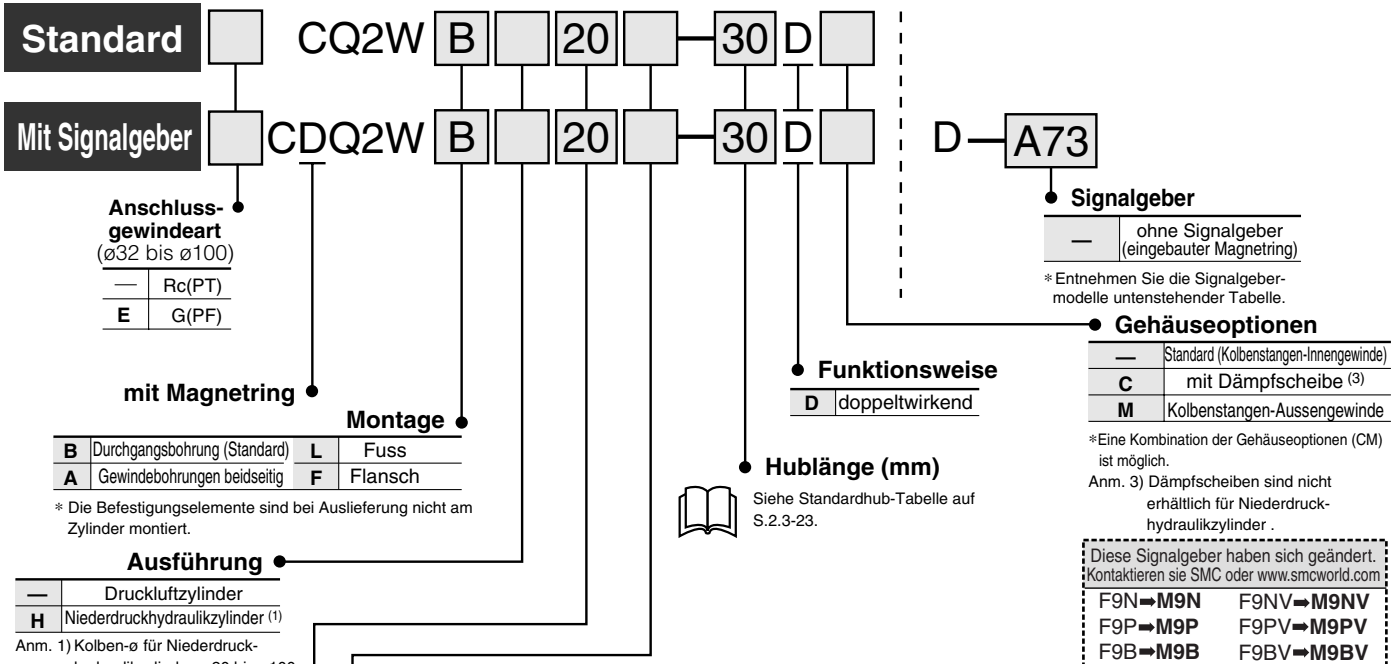 Standard CQ2W B 20 — 30 D
Mit Signalgeber CDQ2W B 20 — 30 D D — A73
Anschluss-
gewindeart
(ø32 bis ø100)
— Rc(PT)
E G(PF)
mit Magnetring
Montage
B Durchgangsbohrung (Standard) L Fuss
A Gewindebohrungen beidseitig F Flansch
* Die Befestigungselemente sind bei Auslieferung nicht am
Zylinder montiert.
Ausführung
— Druckluftzylinder
H Niederdruckhydraulikzylinder (1)
Anm. 1) Kolben-ø für Niederdruck-
Funktionsweise
D doppeltwirkend
Hublänge (mm)
Siehe Standardhub-Tabelle auf
S.2.3-23.
Signalgeber
— ohne Signalgeber
(eingebauter Magnetring)
* Entnehmen Sie die Signalgeber-
modelle untenstehender Tabelle.
Gehäuseoptionen
— Standard (Kolbenstangen-Innengewinde)
C mit Dämpfscheibe (3)
M Kolbenstangen-Aussengewinde
*Eine Kombination der Gehäuseoptionen (CM)
ist möglich.
Anm. 3) Dämpfscheiben sind nicht
erhältlich für Niederdruck-
hydraulikzylinder .
Diese Signalgeber haben sich geändert.
Kontaktieren sie SMC oder www.smcworld.com
F9N➡M9N F9NV➡M9NV
F9P➡M9P F9PV➡M9PV
F9B➡M9B F9BV➡M9BV